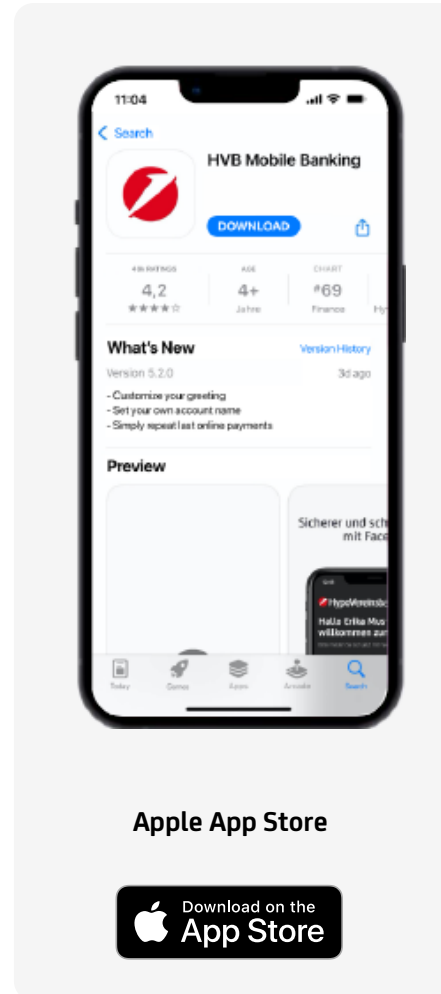 11:04
Search
HVB Mobile Banking
DOWNLOAD
RATINGS AGE CHART
4,2 4+ #69
Jahre Finance
What's New Version History
Version 5.2.0 3d ago
- Customize your greeting
- Set your own account name
- Simply repeat last online payments
Preview
Sicherer und sch
mit Face
HypoVereinsb
Hallo Erika Mus
willkommen zur
Today Games Apps Arcade Search
Apple App Store
Download on the
App Store